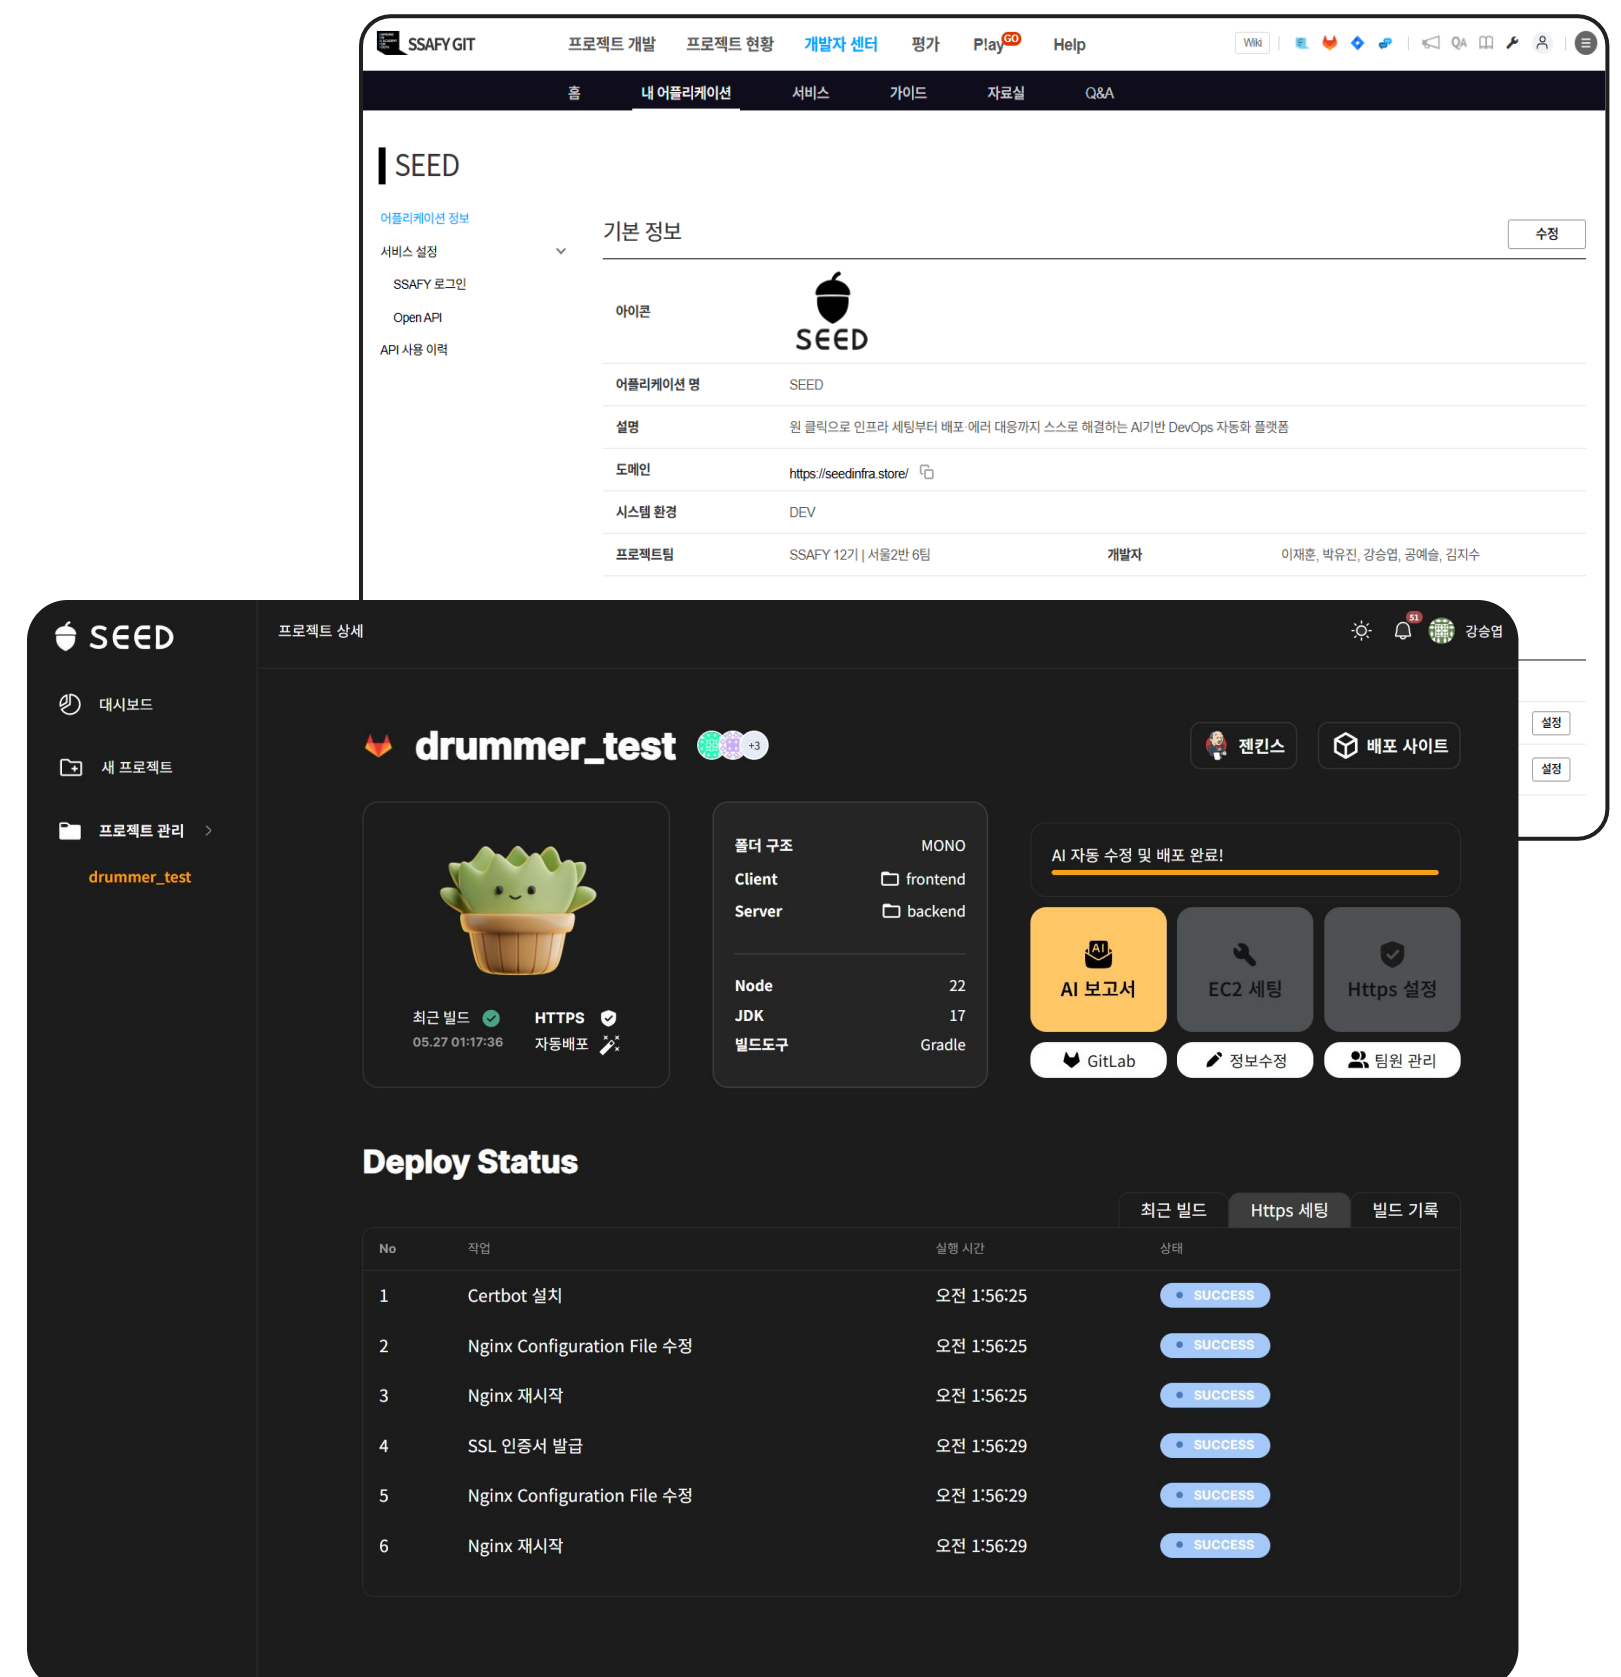 SSAFY GIT 프로젝트 개발 프로젝트 현황 개발자 센터 평가 P!ay GO Help Wiki QA
홈 내 어플리케이션 서비스 가이드 자료실 Q&A
SEED
어플리케이션 정보
서비스 설정
SSAFY 로그인
Open API
API 사용 이력
기본 정보 수정
아이콘 SEED
어플리케이션 명 SEED
설명 원 클릭으로 인프라 세팅부터 배포·에러 대응까지 스스로 해결하는 AI기반 DevOps 자동화 플랫폼
도메인 https://seedinfra.store/
시스템 환경 DEV
프로젝트팀 SSAFY 12기 | 서울2반 6팀 개발자 이재훈, 박유진, 강승엽, 공예슬, 김지수
설정
설정
SEED 프로젝트 상세 51 강승엽
대시보드
새 프로젝트
프로젝트 관리
drummer_test
drummer_test +3 젠킨스 배포 사이트
최근 빌드 HTTPS
05.27 01:17:36 자동배포
폴더 구조 MONO
Client frontend
Server backend
Node 22
JDK 17
빌드도구 Gradle
AI 자동 수정 및 배포 완료!
AI
AI 보고서 EC2 세팅 Https 설정
GitLab 정보수정 팀원 관리
Deploy Status
최근 빌드 Https 세팅 빌드 기록
No 작업 실행 시간 상태
1 Certbot 설치 오전 1:56:25 SUCCESS
2 Nginx Configuration File 수정 오전 1:56:25 SUCCESS
3 Nginx 재시작 오전 1:56:25 SUCCESS
4 SSL 인증서 발급 오전 1:56:29 SUCCESS
5 Nginx Configuration File 수정 오전 1:56:29 SUCCESS
6 Nginx 재시작 오전 1:56:29 SUCCESS